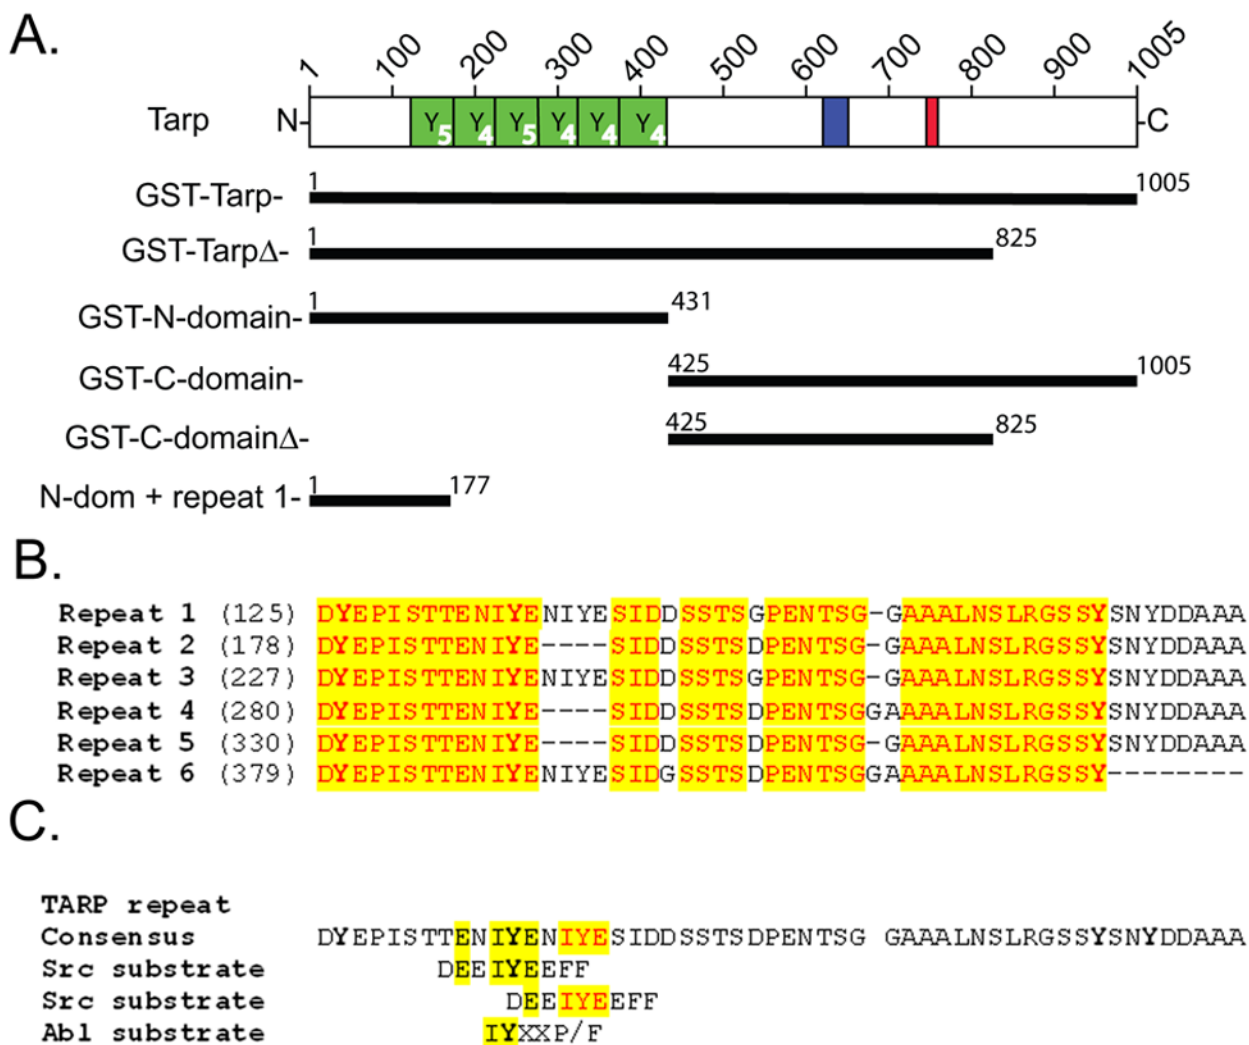 A.
1 100 200 300 400 500 600 700 800 900 1005
Tarp N- Y5 Y4 Y5 Y4 Y4 Y4 -C
GST-Tarp- 1 1005
GST-TarpΔ- 1 825
GST-N-domain- 1 431
GST-C-domain- 425 1005
GST-C-domainΔ- 425 825
N-dom + repeat 1- 1 177
B.
Repeat 1 (125) DYEPISTTENIYENIYESIDDSSTSGPENTSG-GAAALNSLRGSSYSNYDDAAA
Repeat 2 (178) DYEPISTTENIYE----SIDDSSTSDPENTSG-GAAALNSLRGSSYSNYDDAAA
Repeat 3 (227) DYEPISTTENIYENIYESIDDSSTSGPENTSG-GAAALNSLRGSSYSNYDDAAA
Repeat 4 (280) DYEPISTTENIYE----SIDDSSTSDPENTSGGAAAALNSLRGSSYSNYDDAAA
Repeat 5 (330) DYEPISTTENIYE----SIDDSSTSDPENTSG-GAAALNSLRGSSYSNYDDAAA
Repeat 6 (379) DYEPISTTENIYENIYESIDGSSTSDPENTSGGAAAALNSLRGSSY--------
C.
TARP repeat
Consensus DYEPISTTENIYENIYESIDDSSTSDPENTSG GAAALNSLRGSSYSNYDDAAA
Src substrate DEEIYEEFF
Src substrate DEEIYEEFF
Abl substrate IYXXP/F